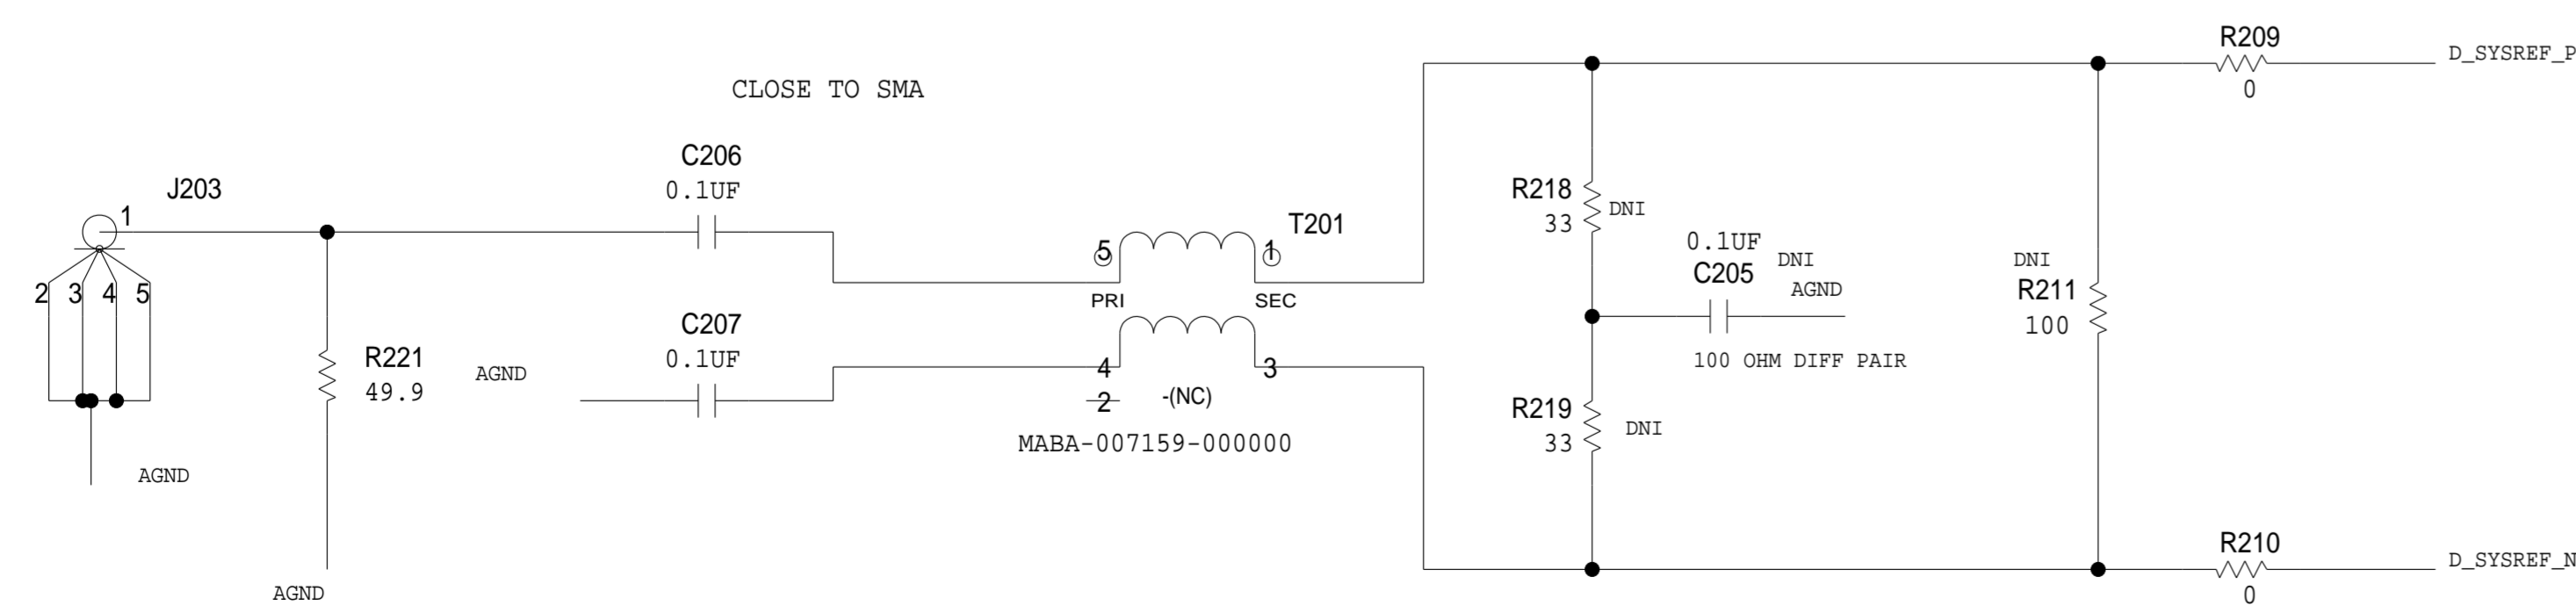 R209
D_SYSREF_P
0
CLOSE TO SMA
C206
0.1UF
J203
1
2
3
4
5
AGND
R221
49.9
AGND
AGND
C207
0.1UF
T201
5
1
PRI
SEC
4
3
2
-(NC)
MABA-007159-000000
R218
33
DNI
0.1UF
C205
DNI
AGND
100 OHM DIFF PAIR
R219
33
DNI
DNI
R211
100
R210
D_SYSREF_N
0